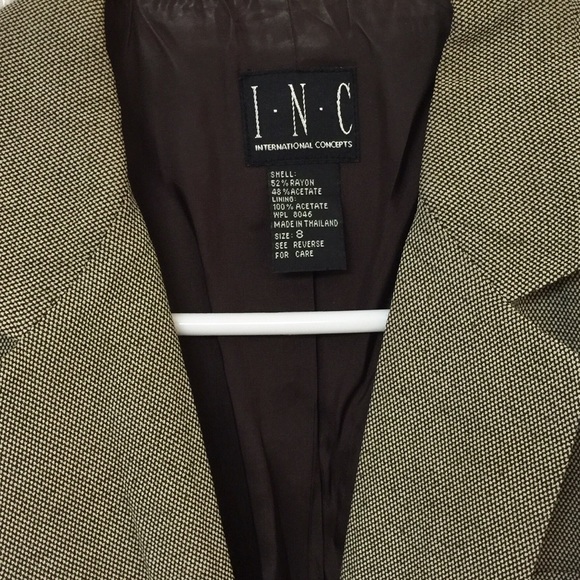 I·N·C
INTERNATIONAL CONCEPTS
SHELL:
52% RAYON
48% ACETATE
LINING:
100% ACETATE
WPL 8046
MADE IN THAILAND
SIZE: 8
SEE REVERSE
FOR CARE